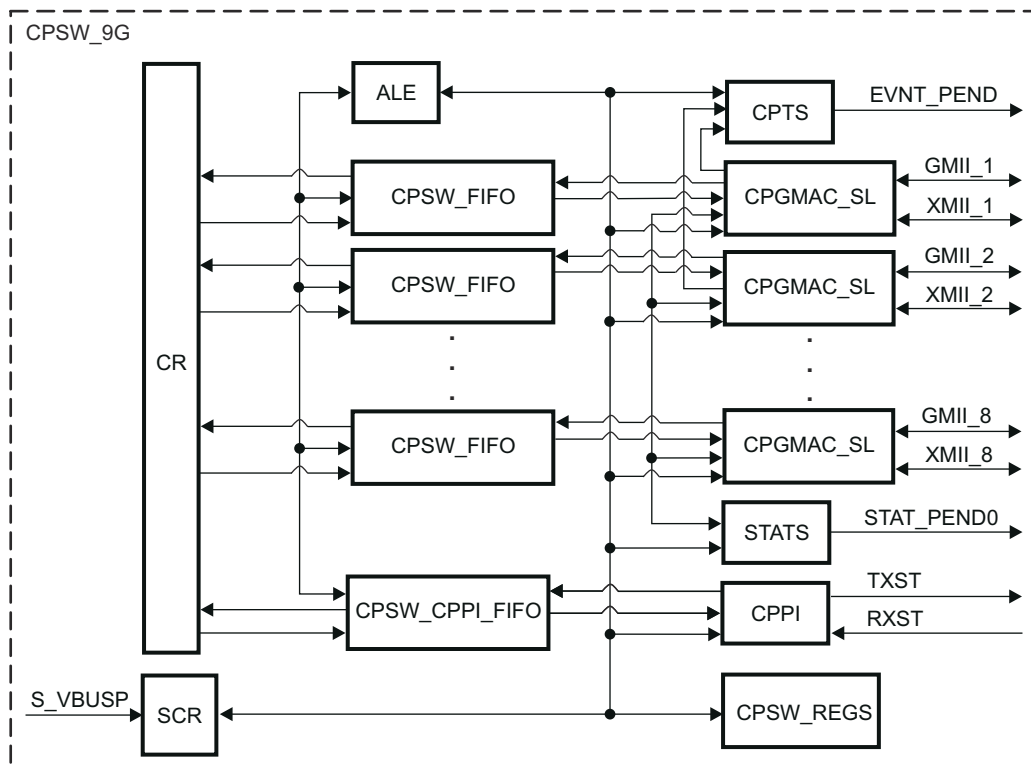 CPSW_9G
ALE
CPTS
EVNT_PEND
CPSW_FIFO
CPGMAC_SL
GMII_1
XMII_1
CPSW_FIFO
CPGMAC_SL
GMII_2
XMII_2
CR
CPSW_FIFO
CPGMAC_SL
GMII_8
XMII_8
STATS
STAT_PEND0
CPSW_CPPI_FIFO
CPPI
TXST
RXST
S_VBUSP
SCR
CPSW_REGS